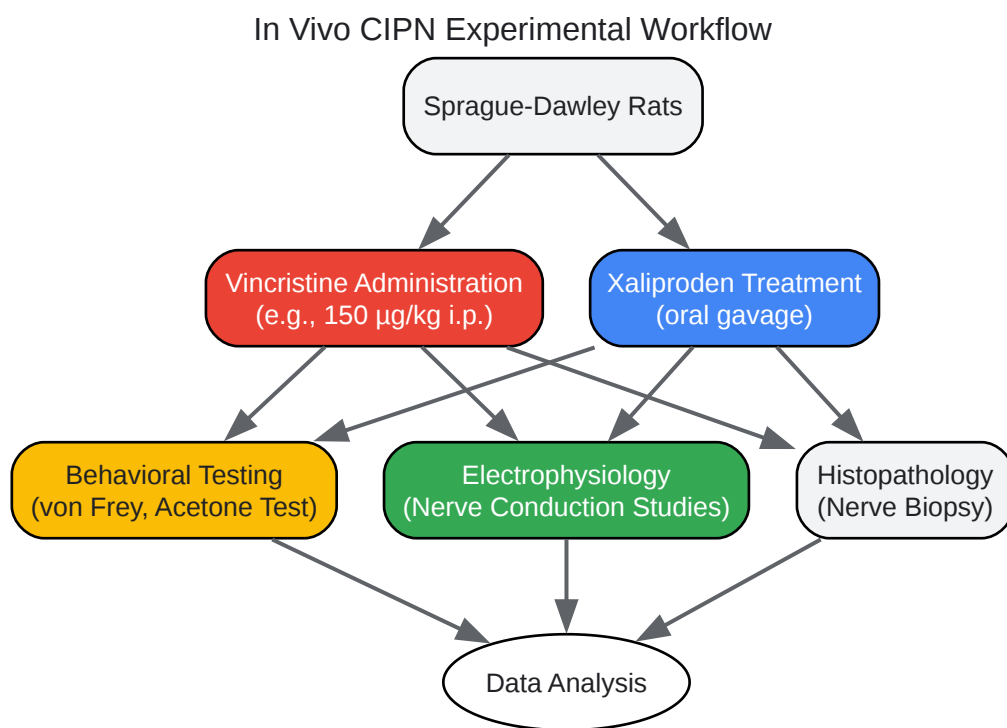 In Vivo CIPN Experimental Workflow
Sprague-Dawley Rats
Vincristine Administration
(e.g., 150 µg/kg i.p.)
Xaliproden Treatment
(oral gavage)
Behavioral Testing
(von Frey, Acetone Test)
Electrophysiology
(Nerve Conduction Studies)
Histopathology
(Nerve Biopsy)
Data Analysis